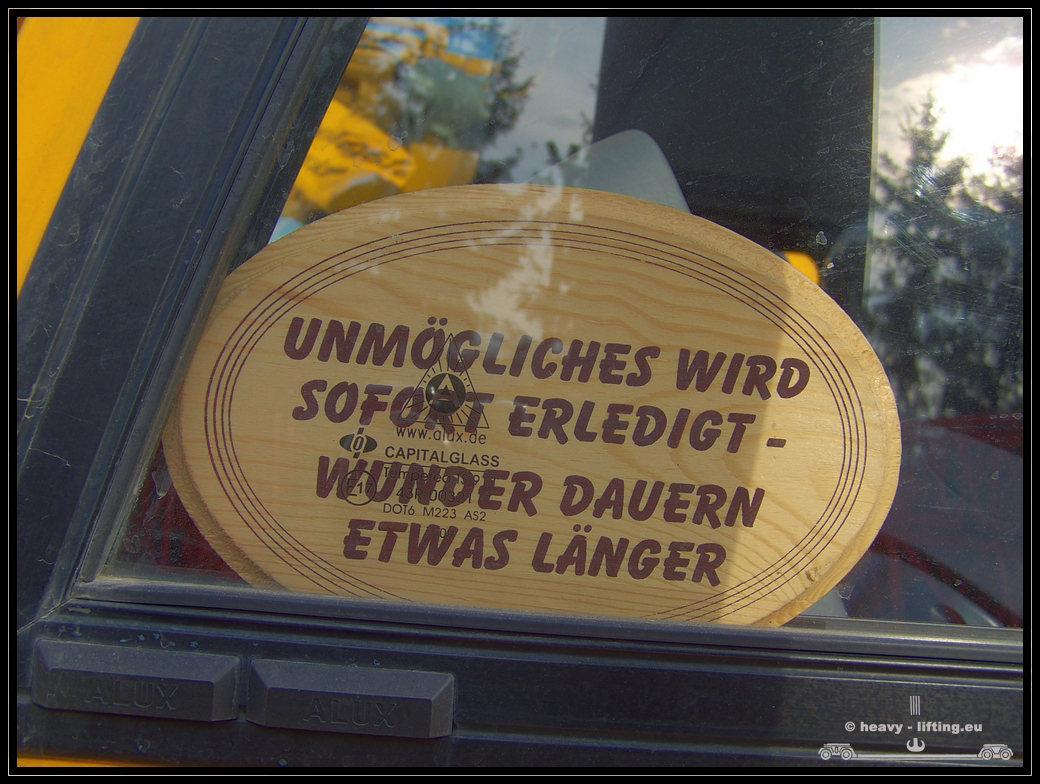 UNMÖGLICHES WIRD
SOFORT ERLEDIGT -
WUNDER DAUERN
ETWAS LÄNGER
www.alux.de
CAPITALGLASS
DOT6 M223 AS2
ALUX
ALUX
© heavy - lifting.eu